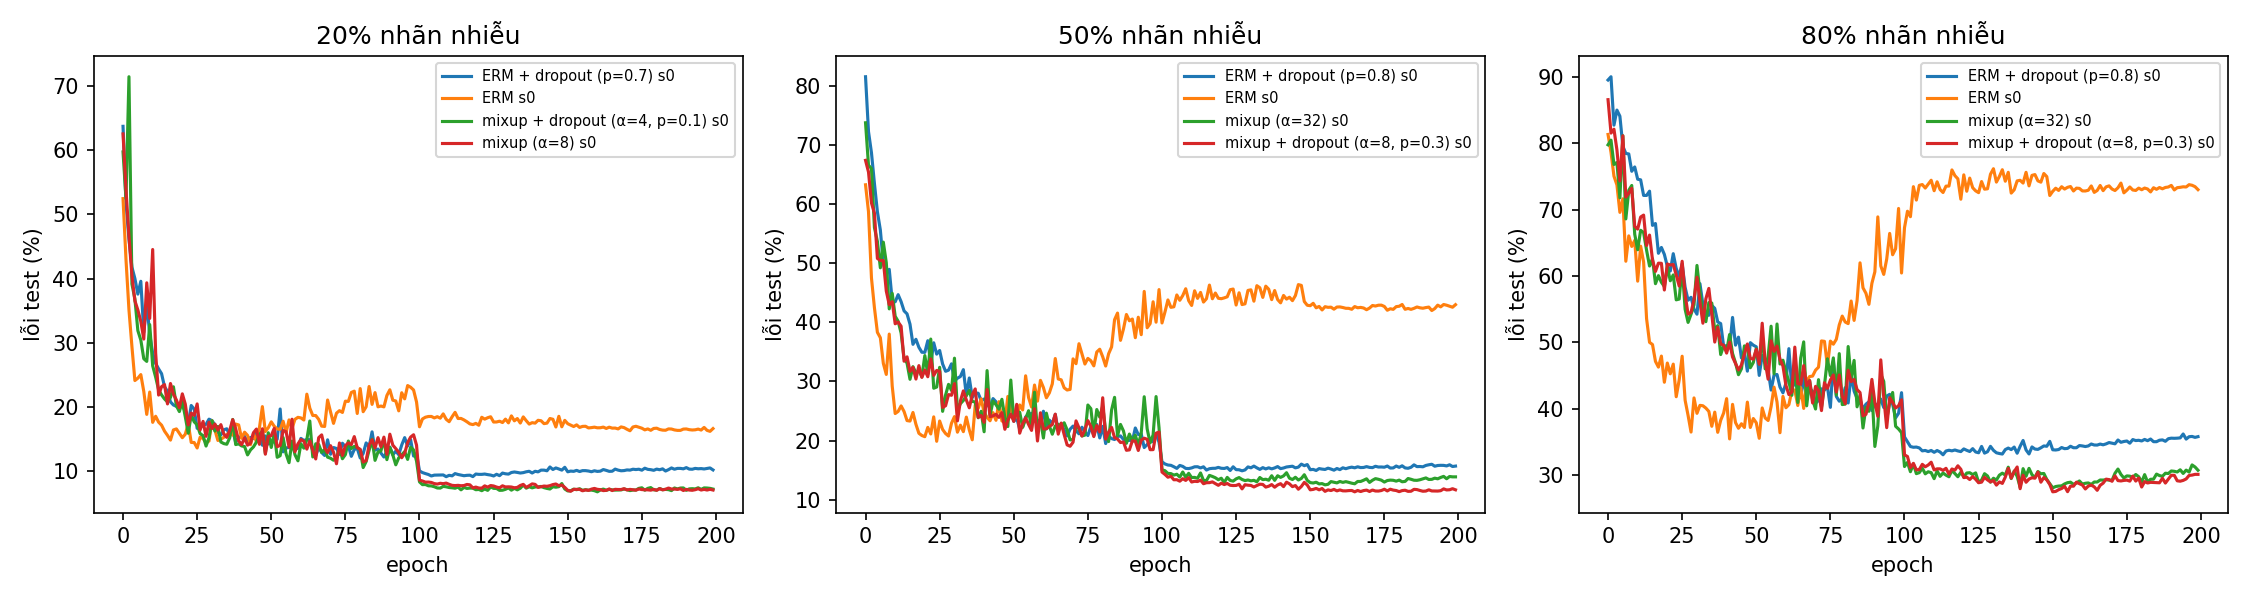 20% nhãn nhiễu
lỗi test (%)
70
60
50
40
30
20
10
ERM + dropout (p=0.7) s0
ERM s0
mixup + dropout (α=4, p=0.1) s0
mixup (α=8) s0
0 25 50 75 100 125 150 175 200
epoch
50% nhãn nhiễu
lỗi test (%)
80
70
60
50
40
30
20
10
ERM + dropout (p=0.8) s0
ERM s0
mixup (α=32) s0
mixup + dropout (α=8, p=0.3) s0
0 25 50 75 100 125 150 175 200
epoch
80% nhãn nhiễu
lỗi test (%)
90
80
70
60
50
40
30
ERM + dropout (p=0.8) s0
ERM s0
mixup (α=32) s0
mixup + dropout (α=8, p=0.3) s0
0 25 50 75 100 125 150 175 200
epoch